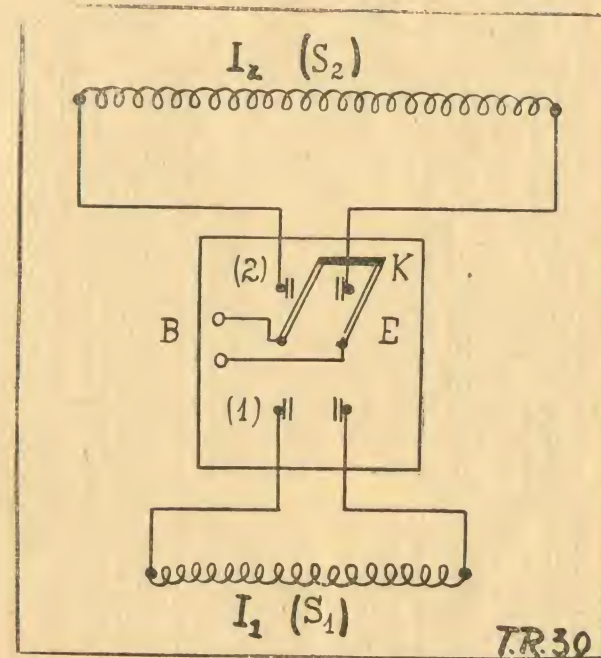 I₂ (S₂)
(2) K
B E
(1)
I₁ (S₁)
T.R.30